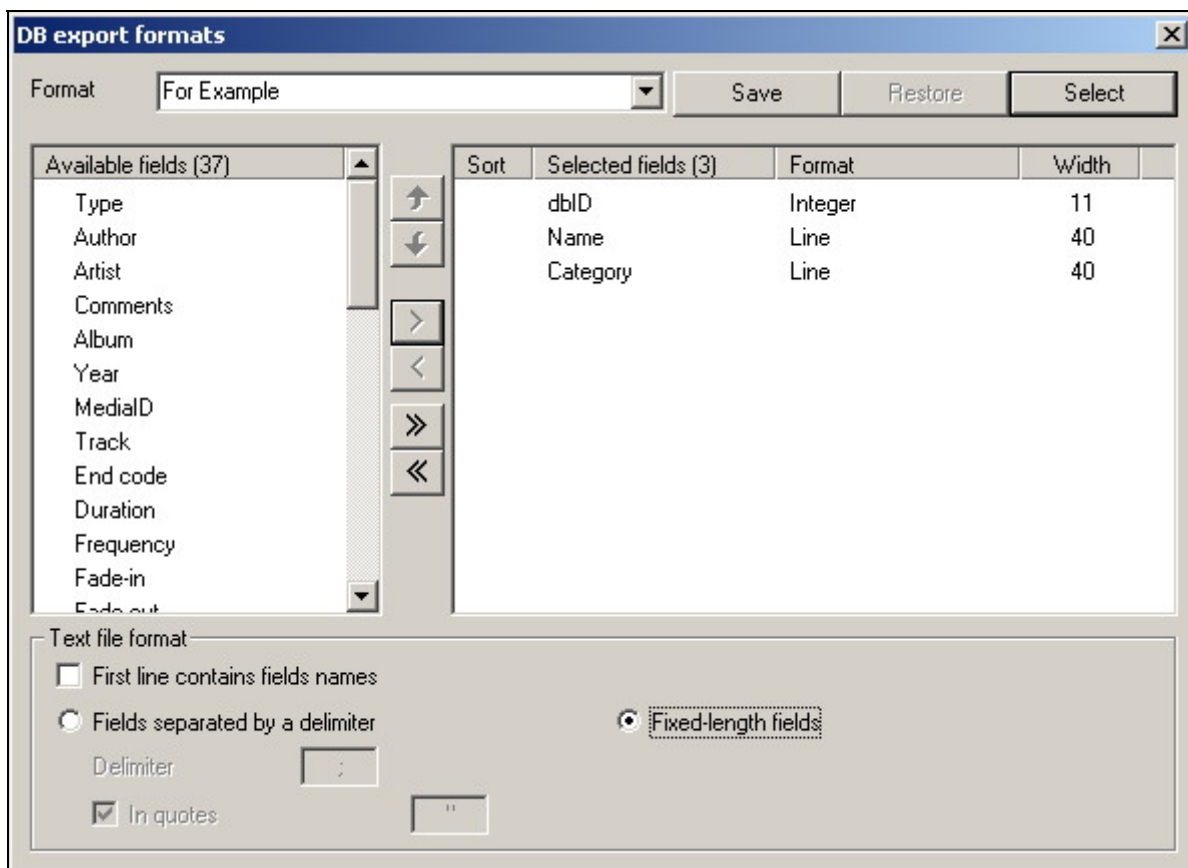 DB export formats
Format For Example Save Restore Select
Available fields (37)
Type
Author
Artist
Comments
Album
Year
MediaID
Track
End code
Duration
Frequency
Fade-in
Fade out
> 
<
»
«
Sort Selected fields (3) Format Width
dbID Integer 11
Name Line 40
Category Line 40
Text file format
First line contains fields names
Fields separated by a delimiter Fixed-length fields
Delimiter ;
In quotes "